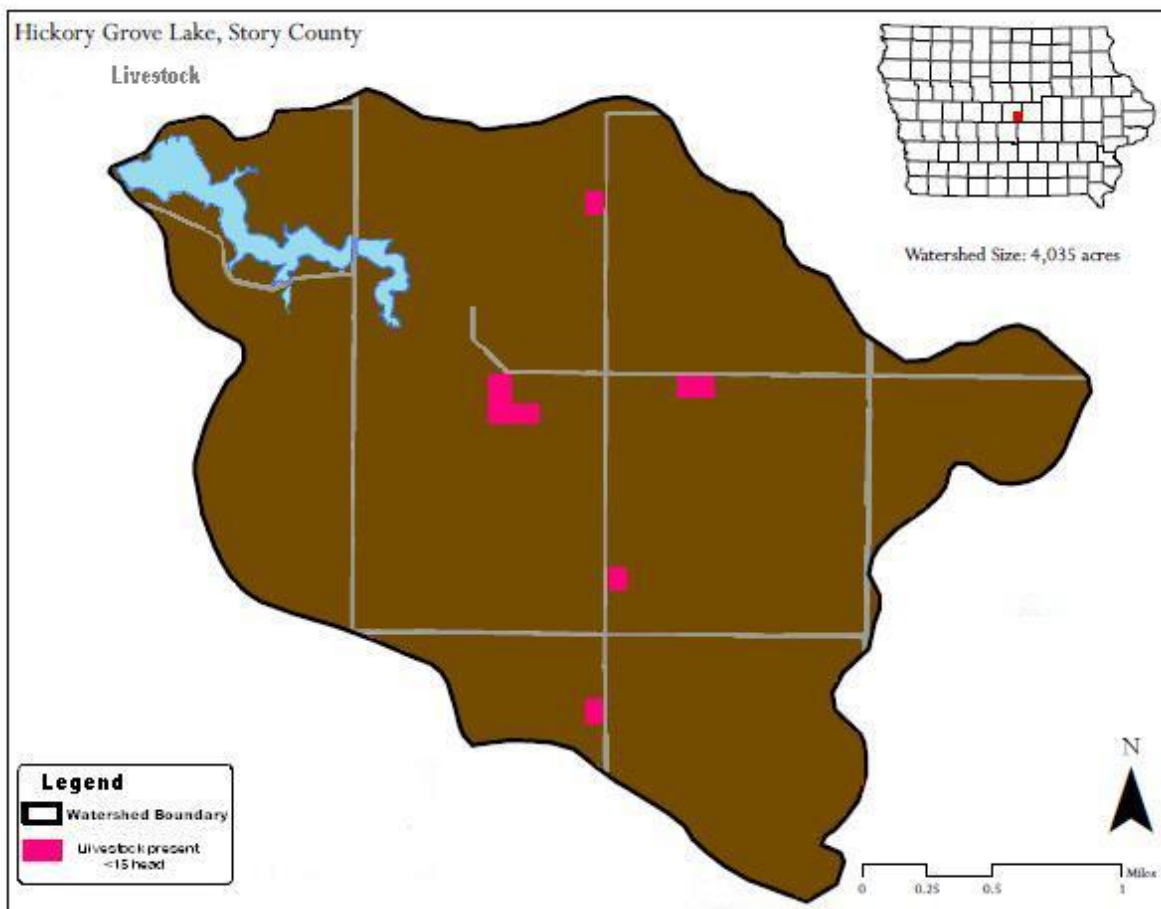 Hickory Grove Lake, Story County
Livestock
Watershed Size: 4,035 acres
Legend
Watershed Boundary
Livestock present
<15 head
N
0 0.25 0.5 1 Miles